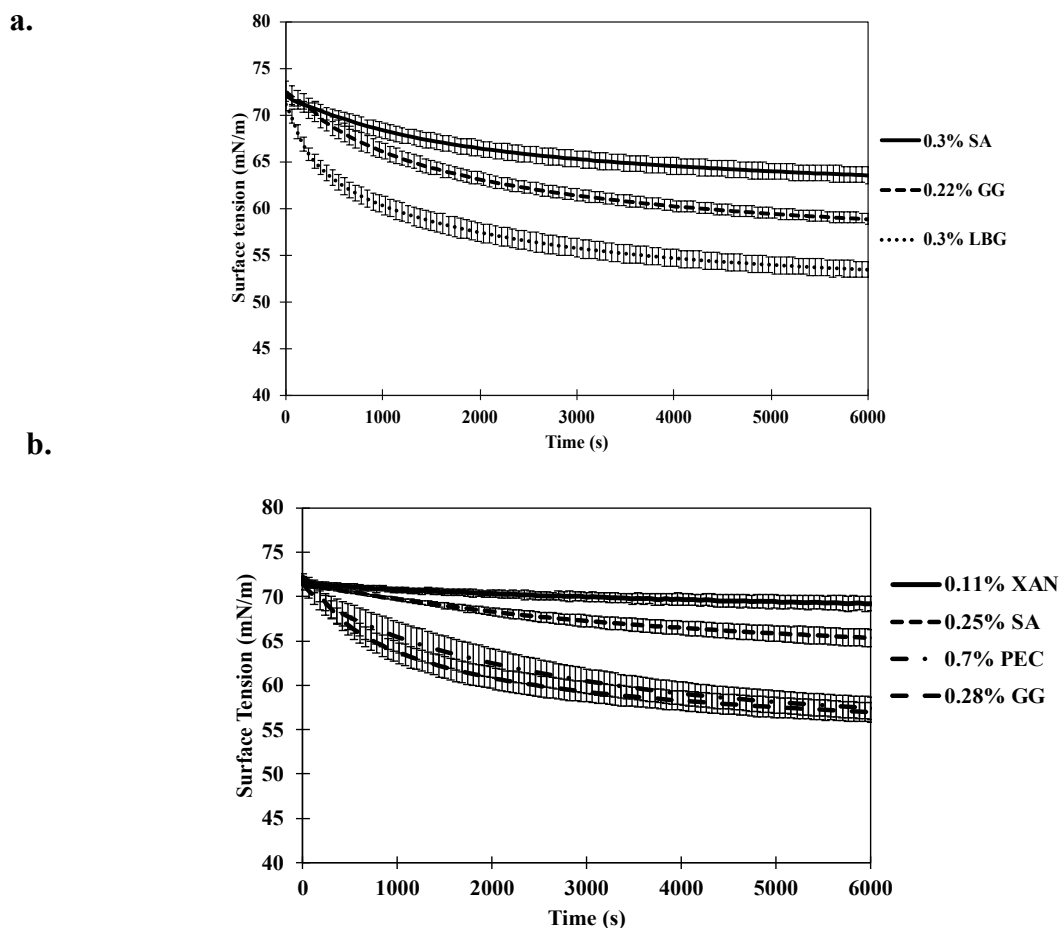 a.
80
75
70
65
60
55
50
45
40
Surface tension (mN/m)
0 1000 2000 3000 4000 5000 6000
Time (s)
0.3% SA
0.22% GG
0.3% LBG
b.
80
75
70
65
60
55
50
45
40
Surface Tension (mN/m)
0 1000 2000 3000 4000 5000 6000
Time (s)
0.11% XAN
0.25% SA
0.7% PEC
0.28% GG